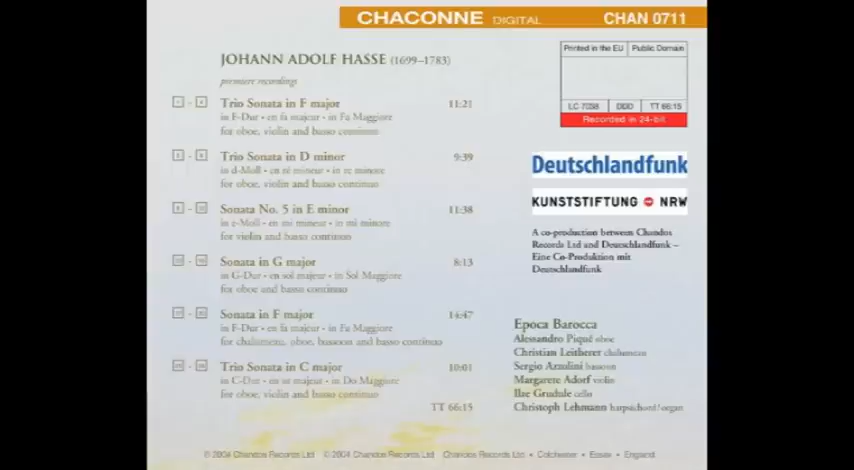 CHACONNE DIGITAL CHAN 0711
JOHANN ADOLF HASSE (1699–1783)
premiere recordings
Trio Sonata in F major 11:21
in F-Dur • en fa majeur • in Fa Maggiore
for oboe, violin and basso continuo
Trio Sonata in D minor 9:39
in d-Moll • en ré mineur • in re minore
for oboe, violin and basso continuo
Sonata No. 5 in E minor 11:38
in e-Moll • en mi mineur • in mi minore
for violin and basso continuo
Sonata in G major 8:13
in G-Dur • en sol majeur • in Sol Maggiore
for oboe and basso continuo
Sonata in F major 14:47
in F-Dur • en fa majeur • in Fa Maggiore
for chalumeau, oboe, bassoon and basso continuo
Trio Sonata in C major 10:01
in C-Dur • en ut majeur • in Do Maggiore
for oboe, violin and basso continuo
TT 66:15
Printed in the EU Public Domain
LC 7038 DDD TT 66:15
Recorded in 24-bit
Deutschlandfunk
KUNSTSTIFTUNG NRW
A co-production between Chandos
Records Ltd and Deutschlandfunk –
Eine Co-Produktion mit
Deutschlandfunk
Epoca Barocca
Alessandro Piqué oboe
Christian Leitherer chalumeau
Sergio Azzolini bassoon
Margarete Adorf violin
Ilze Grudule cello
Christoph Lehmann harpsichord/organ
℗ 2004 Chandos Records Ltd © 2004 Chandos Records Ltd Chandos Records Ltd • Colchester • Essex • England